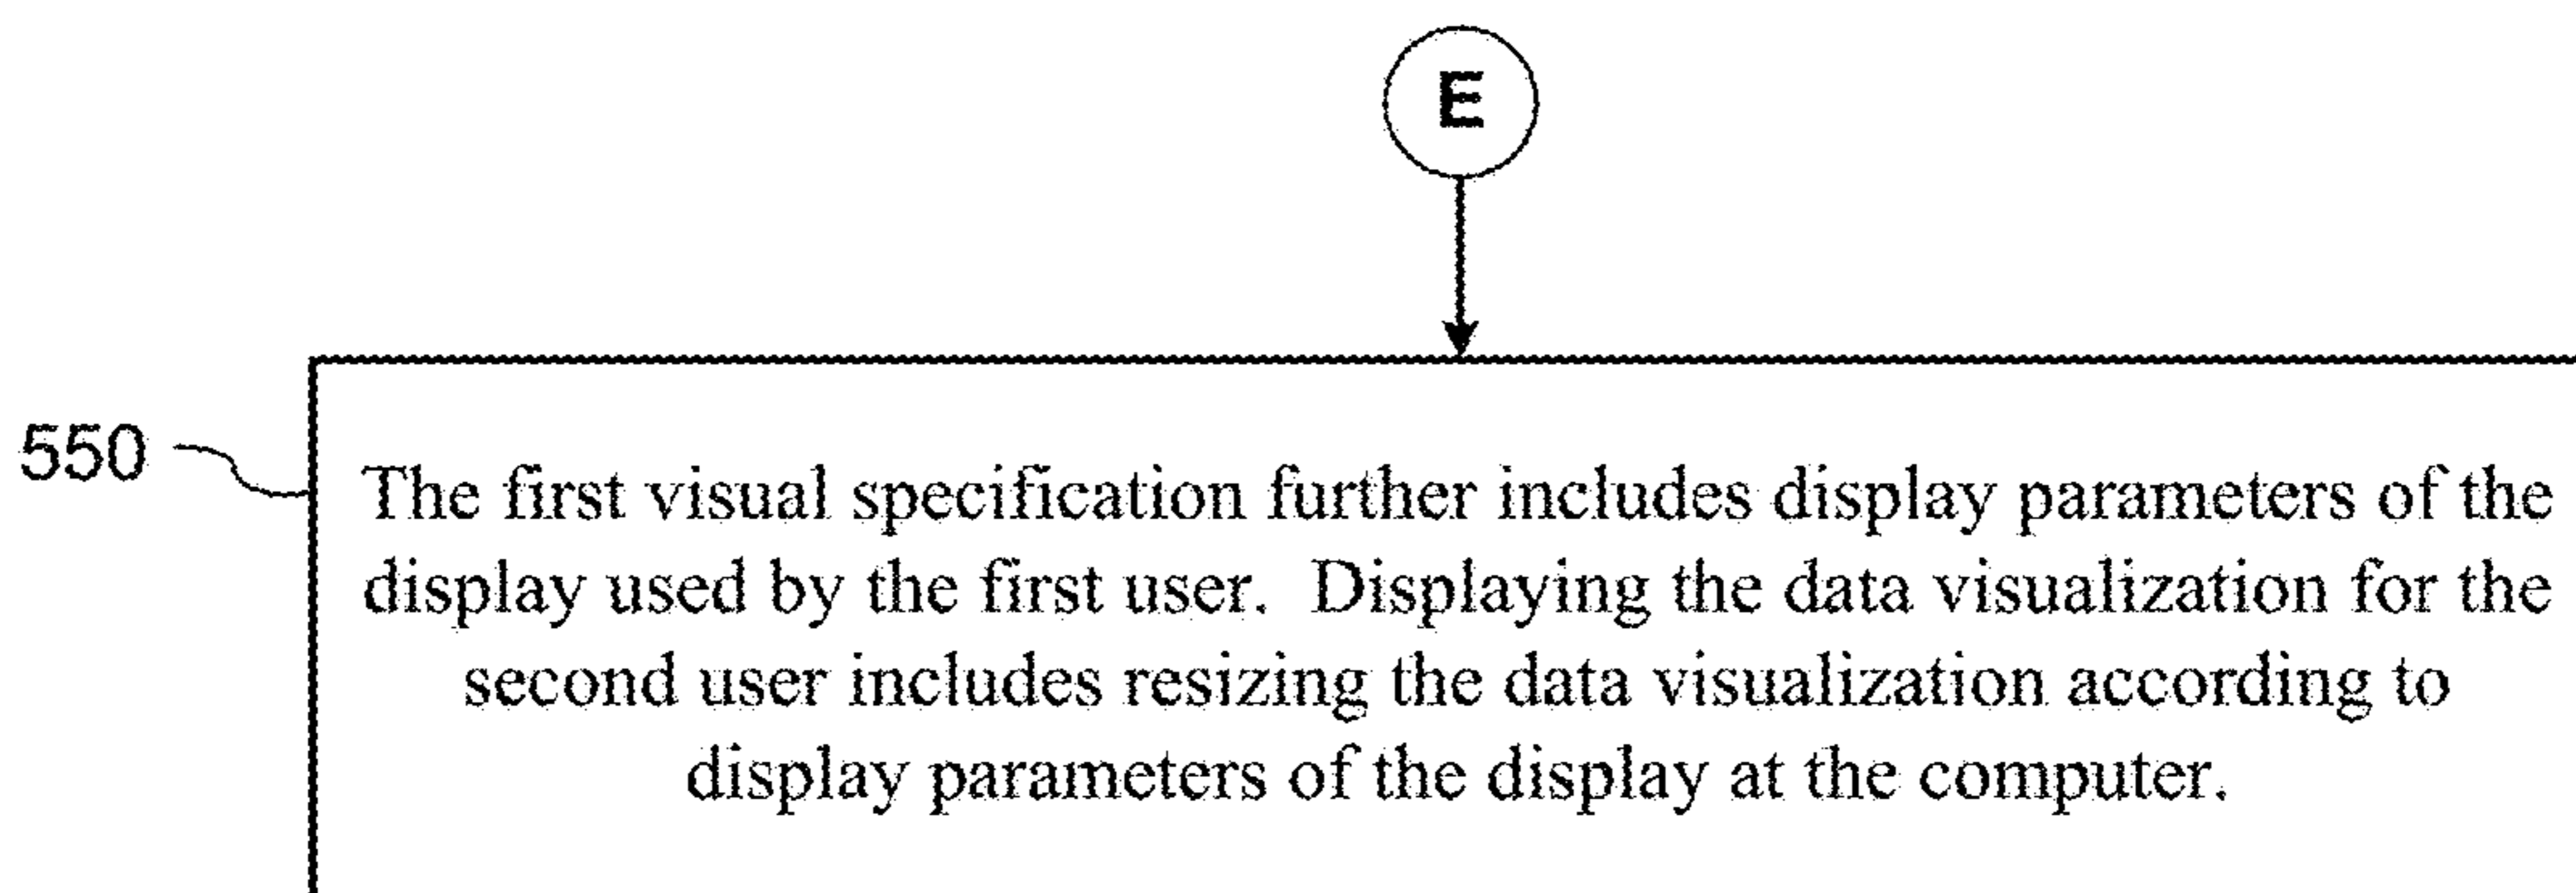 E
550
The first visual specification further includes display parameters of the
display used by the first user.  Displaying the data visualization for the
second user includes resizing the data visualization according to
display parameters of the display at the computer.